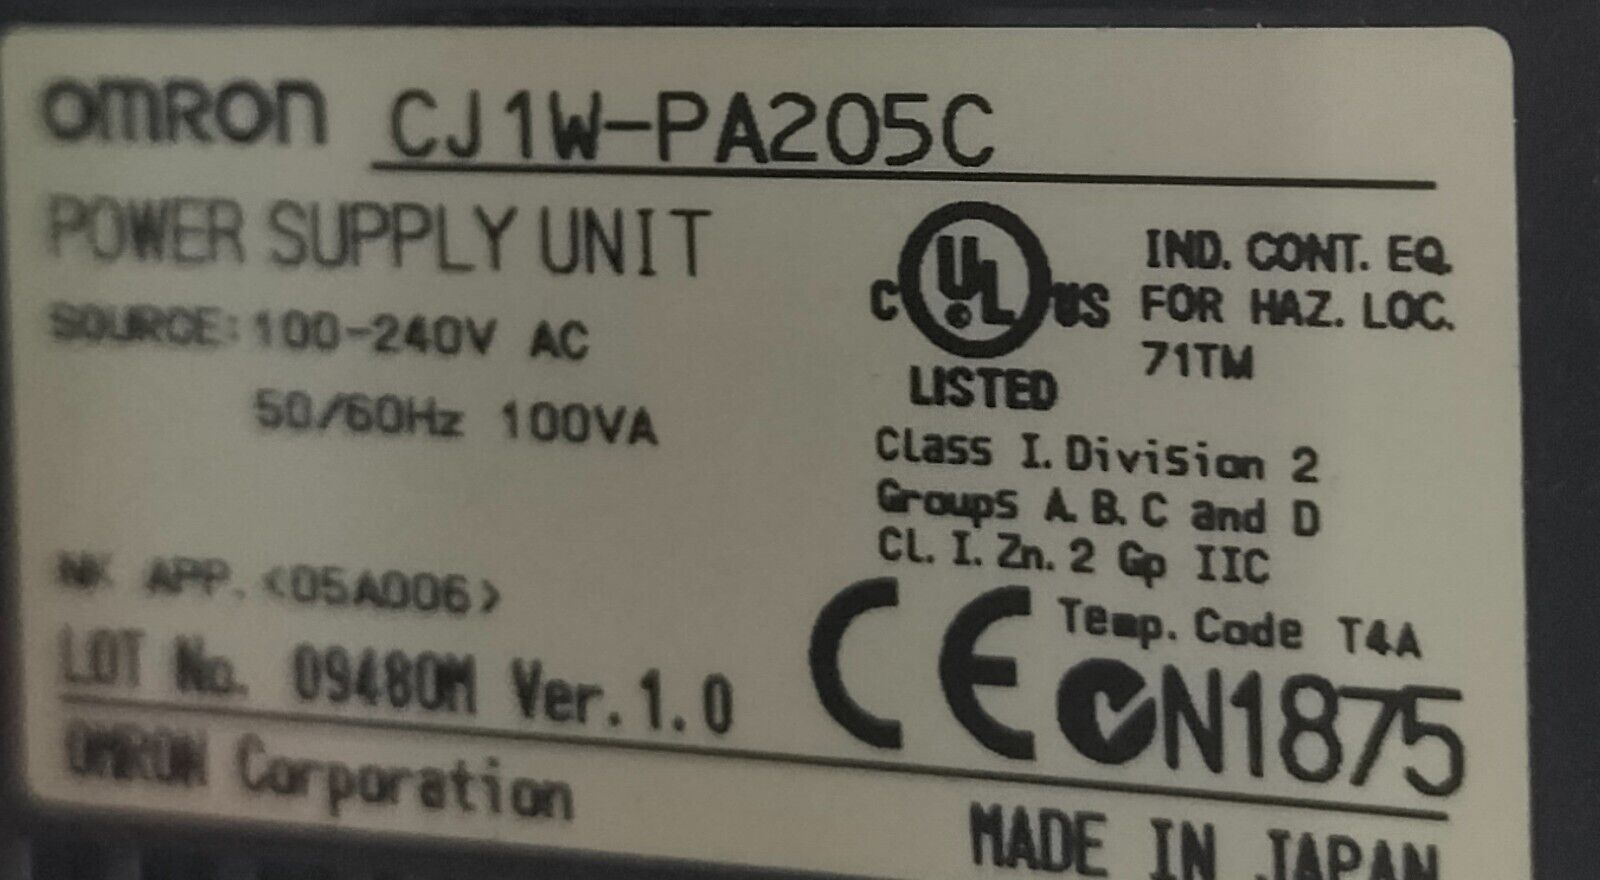 OMRON CJ1W-PA205C
POWER SUPPLY UNIT
SOURCE: 100-240V AC
50/60Hz 100VA
C UL US
LISTED
IND. CONT. EQ.
FOR HAZ. LOC.
71TM
Class I. Division 2
Groups A. B. C and D
CL. I. Zn. 2 Gp IIC
Temp. Code T4A
NK APP. <05A006>
LOT No. 09480M Ver.1.0
CE N1875
OMRON Corporation
MADE IN JAPAN